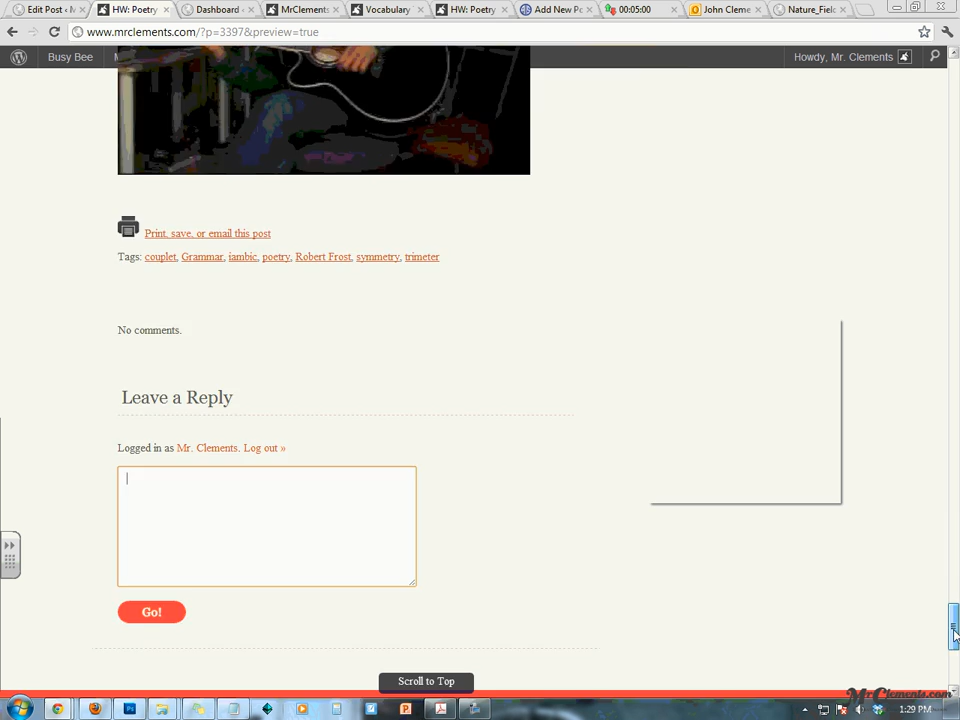 Edit Post ‹ M
HW: Poetry
Dashboard ‹
MrClements
Vocabulary
HW: Poetry
Add New Po
00:05:00
John Cleme
Nature_Fielc
www.mrclements.com/?p=3397&preview=true
Busy Bee
Howdy, Mr. Clements
Print, save, or email this post
Tags: couplet, Grammar, iambic, poetry, Robert Frost, symmetry, trimeter
No comments.
Leave a Reply
Logged in as Mr. Clements. Log out »
Go!
Scroll to Top
MrClements.com
1:29 PM